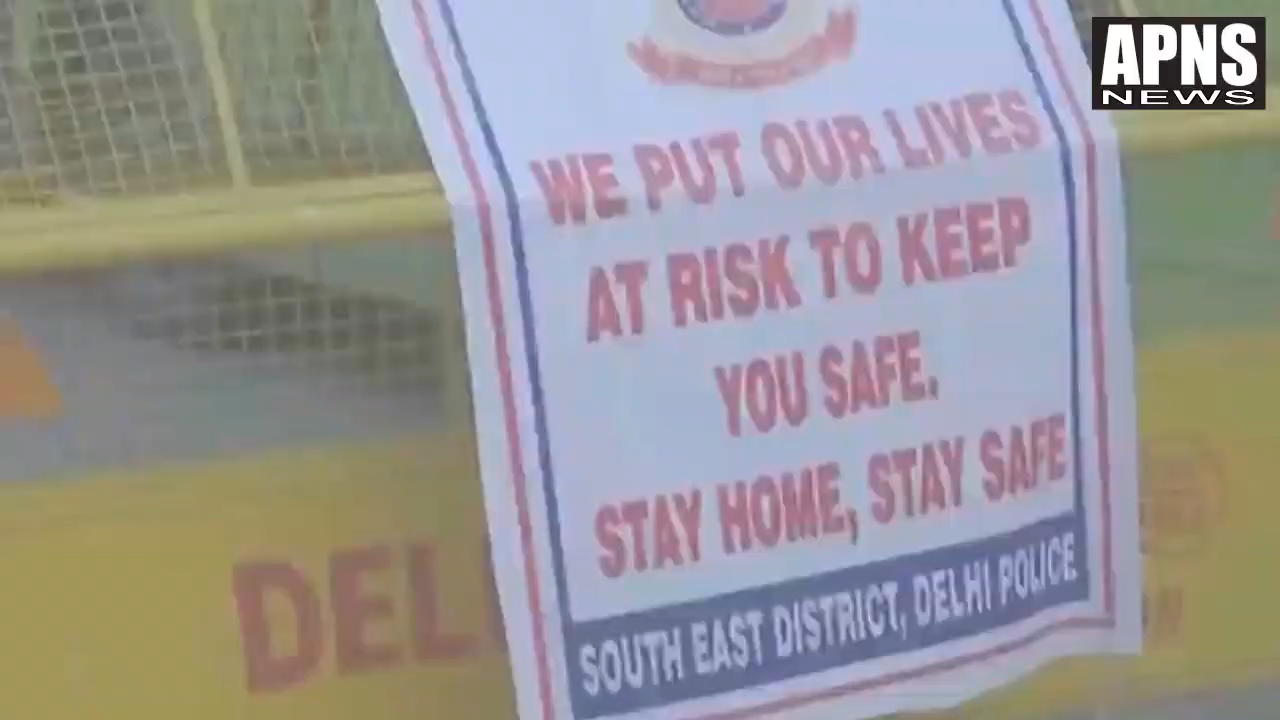 APNS
NEWS
WE PUT OUR LIVES
AT RISK TO KEEP
YOU SAFE.
STAY HOME, STAY SAFE
SOUTH EAST DISTRICT, DELHI POLICE
DEL